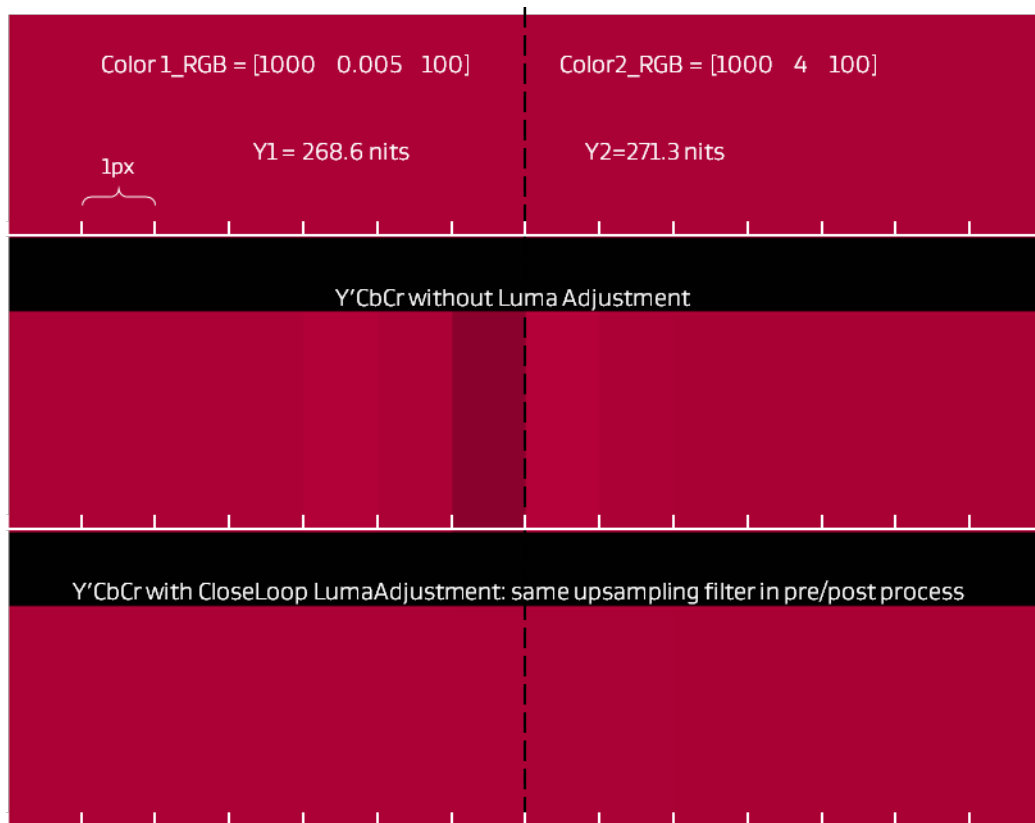 Color1_RGB = [1000 0.005 100]
Color2_RGB = [1000 4 100]
Y1 = 268.6 nits
Y2=271.3 nits
1px
Y'CbCr without Luma Adjustment
Y'CbCr with CloseLoop LumaAdjustment: same upsampling filter in pre/post process